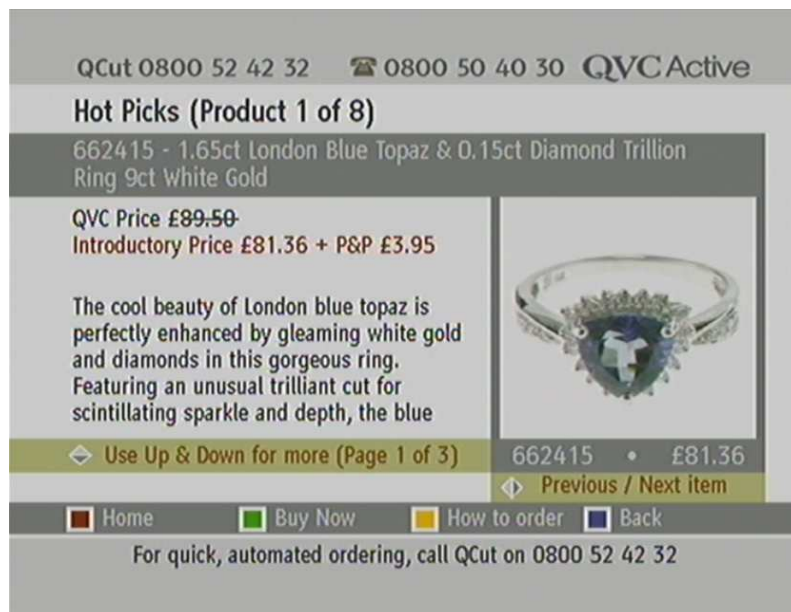 QCut 0800 52 42 32 ☎ 0800 50 40 30 QVC Active
Hot Picks (Product 1 of 8)
662415 - 1.65ct London Blue Topaz & 0.15ct Diamond Trillion
Ring 9ct White Gold
QVC Price £89.50
Introductory Price £81.36 + P&P £3.95
The cool beauty of London blue topaz is
perfectly enhanced by gleaming white gold
and diamonds in this gorgeous ring.
Featuring an unusual trilliant cut for
scintillating sparkle and depth, the blue
Use Up & Down for more (Page 1 of 3)
662415 • £81.36
Previous / Next item
Home Buy Now How to order Back
For quick, automated ordering, call QCut on 0800 52 42 32